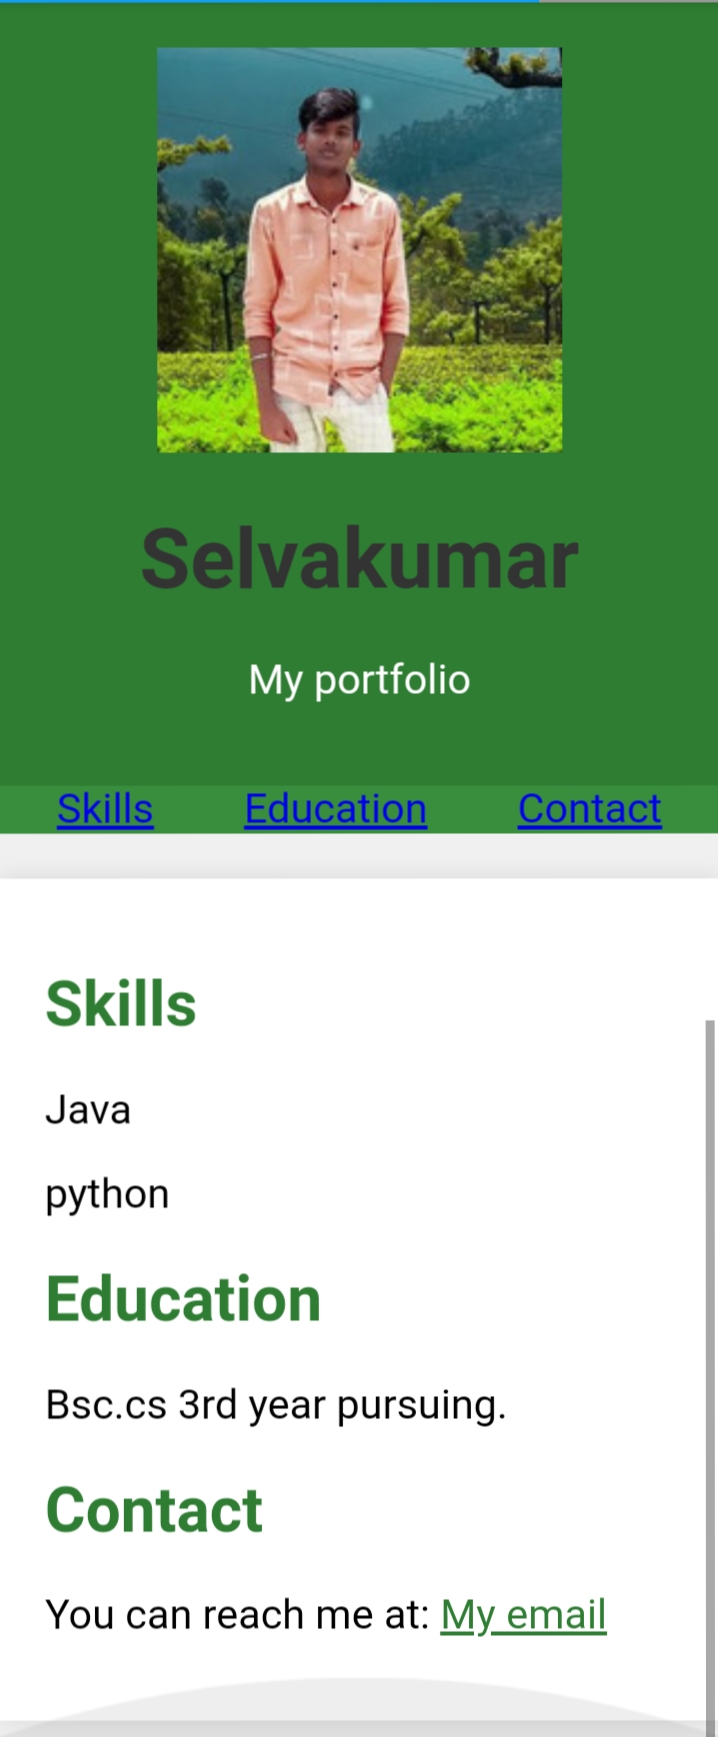 Selvakumar
My portfolio
Skills Education Contact
Skills
Java
python
Education
Bsc.cs 3rd year pursuing.
Contact
You can reach me at: My email